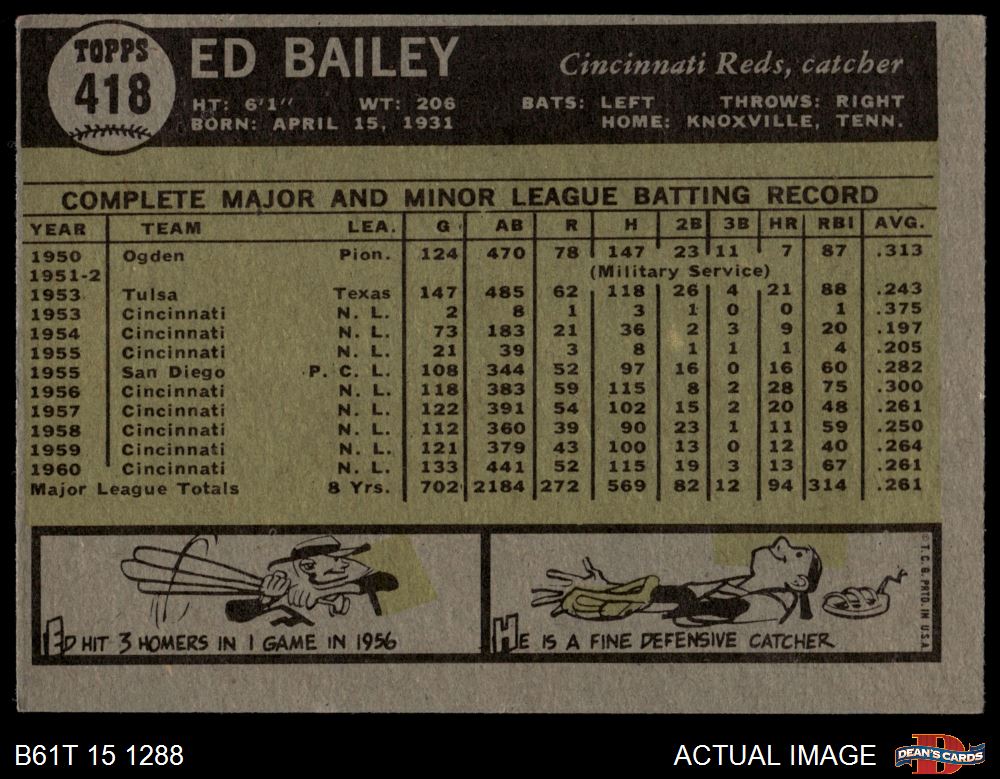 TOPPS
418
ED BAILEY
Cincinnati Reds, catcher
HT: 6'1" WT: 206 BATS: LEFT THROWS: RIGHT
BORN: APRIL 15, 1931 HOME: KNOXVILLE, TENN.
COMPLETE MAJOR AND MINOR LEAGUE BATTING RECORD
YEAR TEAM LEA. G AB R H 2B 3B HR RBI AVG.
1950 Ogden Pion. 124 470 78 147 23 11 7 87 .313
1951-2 (Military Service)
1953 Tulsa Texas 147 485 62 118 26 4 21 88 .243
1953 Cincinnati N. L. 2 8 1 3 1 0 0 1 .375
1954 Cincinnati N. L. 73 183 21 36 2 3 9 20 .197
1955 Cincinnati N. L. 21 39 3 8 1 1 1 4 .205
1955 San Diego P. C. L. 108 344 52 97 16 0 16 60 .282
1956 Cincinnati N. L. 118 383 59 115 8 2 28 75 .300
1957 Cincinnati N. L. 122 391 54 102 15 2 20 48 .261
1958 Cincinnati N. L. 112 360 39 90 23 1 11 59 .250
1959 Cincinnati N. L. 121 379 43 100 13 0 12 40 .264
1960 Cincinnati N. L. 133 441 52 115 19 3 13 67 .261
Major League Totals 8 Yrs. 702 2184 272 569 82 12 94 314 .261
ED HIT 3 HOMERS IN 1 GAME IN 1956
HE IS A FINE DEFENSIVE CATCHER
© T. C. G. PRTD. IN U.S.A.
B61T 15 1288
ACTUAL IMAGE
DEAN'S CARDS